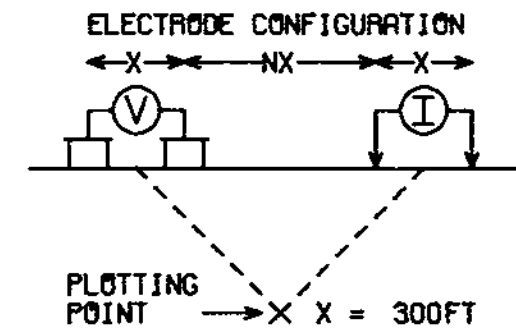 ELECTRODE CONFIGURATION
X NX X
V I
PLOTTING
POINT X X = 300FT